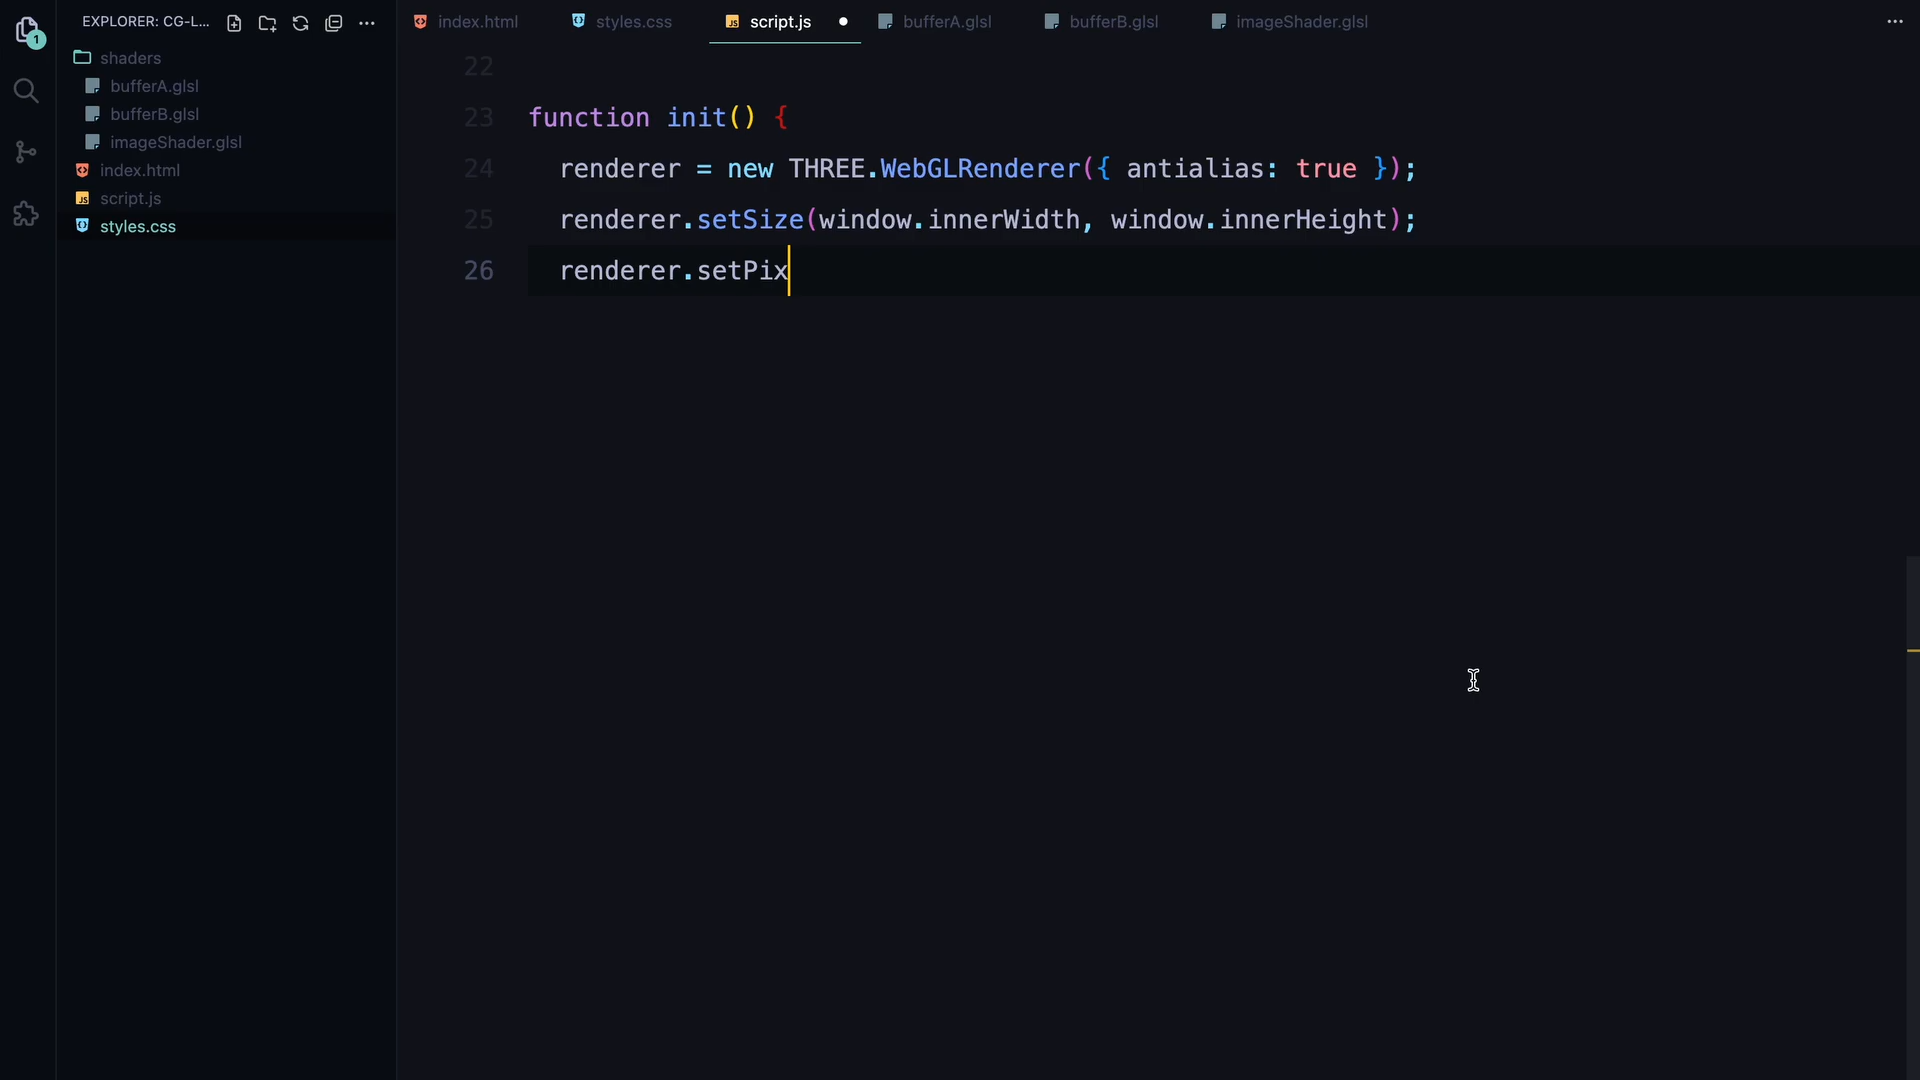 EXPLORER: CG-L...
1
shaders
bufferA.glsl
bufferB.glsl
imageShader.glsl
index.html
script.js
styles.css
index.html
styles.css
script.js
bufferA.glsl
bufferB.glsl
imageShader.glsl
22
23 function init() {
24 renderer = new THREE.WebGLRenderer({ antialias: true });
25 renderer.setSize(window.innerWidth, window.innerHeight);
26 renderer.setPix